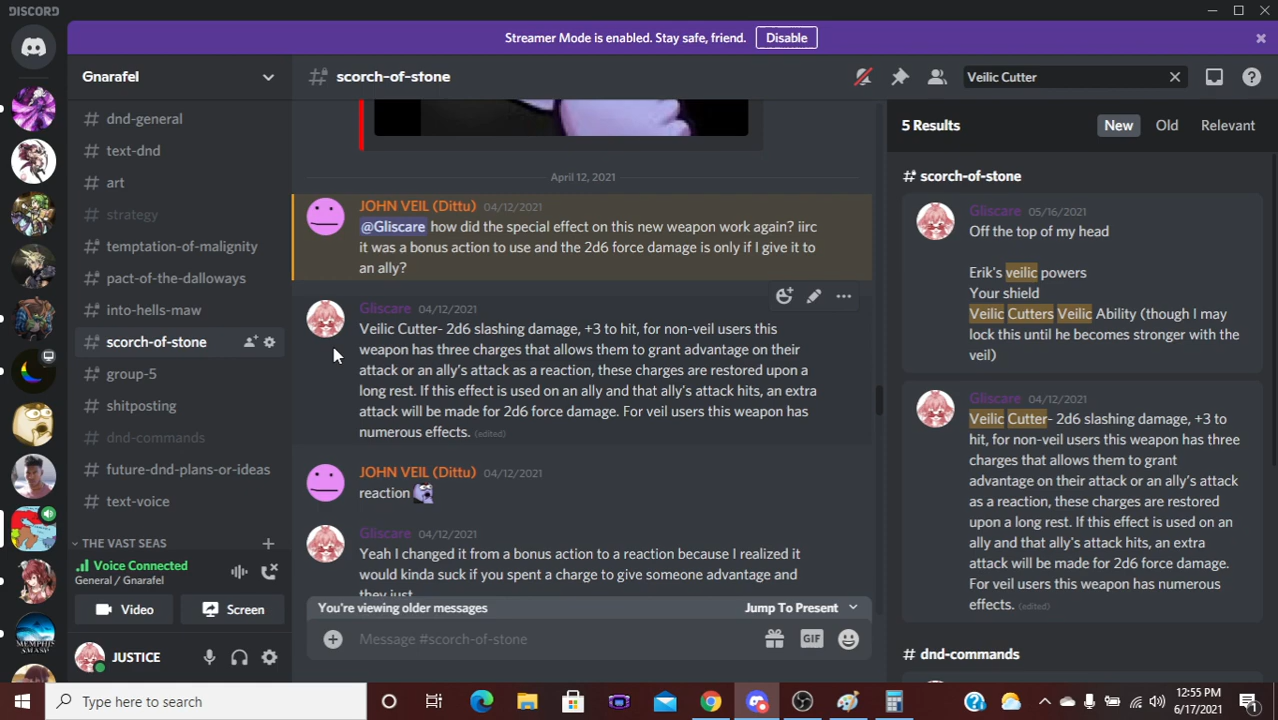 DISCORD
Streamer Mode is enabled. Stay safe, friend.
Disable
Gnarafel
scorch-of-stone
Veilic Cutter
dnd-general
text-dnd
art
strategy
temptation-of-malignity
pact-of-the-dalloways
into-hells-maw
scorch-of-stone
group-5
shitposting
dnd-commands
future-dnd-plans-or-ideas
text-voice
THE VAST SEAS
Voice Connected
General / Gnarafel
Video
Screen
JUSTICE
April 12, 2021
JOHN VEIL (Dittu) 04/12/2021
@Gliscare how did the special effect on this new weapon work again? iirc
it was a bonus action to use and the 2d6 force damage is only if I give it to
an ally?
Gliscare 04/12/2021
Veilic Cutter- 2d6 slashing damage, +3 to hit, for non-veil users this
weapon has three charges that allows them to grant advantage on their
attack or an ally's attack as a reaction, these charges are restored upon a
long rest. If this effect is used on an ally and that ally's attack hits, an extra
attack will be made for 2d6 force damage. For veil users this weapon has
numerous effects. (edited)
JOHN VEIL (Dittu) 04/12/2021
reaction
Gliscare 04/12/2021
Yeah I changed it from a bonus action to a reaction because I realized it
would kinda suck if you spent a charge to give someone advantage and
they just
You're viewing older messages
Jump To Present
Message #scorch-of-stone
GIF
5 Results
New
Old
Relevant
scorch-of-stone
Gliscare 05/16/2021
Off the top of my head
Erik's veilic powers
Your shield
Veilic Cutters Veilic Ability (though I may
lock this until he becomes stronger with the
veil)
Gliscare 04/12/2021
Veilic Cutter- 2d6 slashing damage, +3 to
hit, for non-veil users this weapon has three
charges that allows them to grant
advantage on their attack or an ally's attack
as a reaction, these charges are restored
upon a long rest. If this effect is used on an
ally and that ally's attack hits, an extra
attack will be made for 2d6 force damage.
For veil users this weapon has numerous
effects. (edited)
dnd-commands
Type here to search
12:55 PM
6/17/2021
1